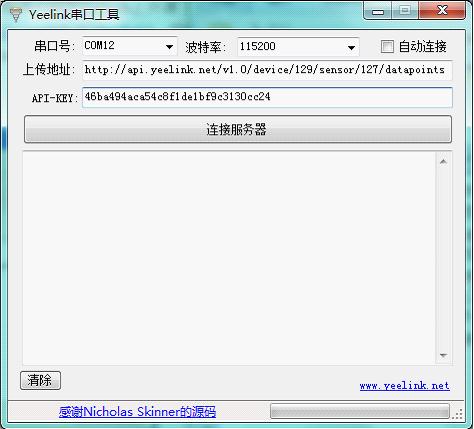 Yeelink串口工具
串口号: COM12 波特率: 115200 自动连接
上传地址: http://api.yeelink.net/v1.0/device/129/sensor/127/datapoints
API-KEY: 46ba494aca54c8f1de1bf9c3130cc24
连接服务器
清除
www.yeelink.net
感谢Nicholas Skinner的源码